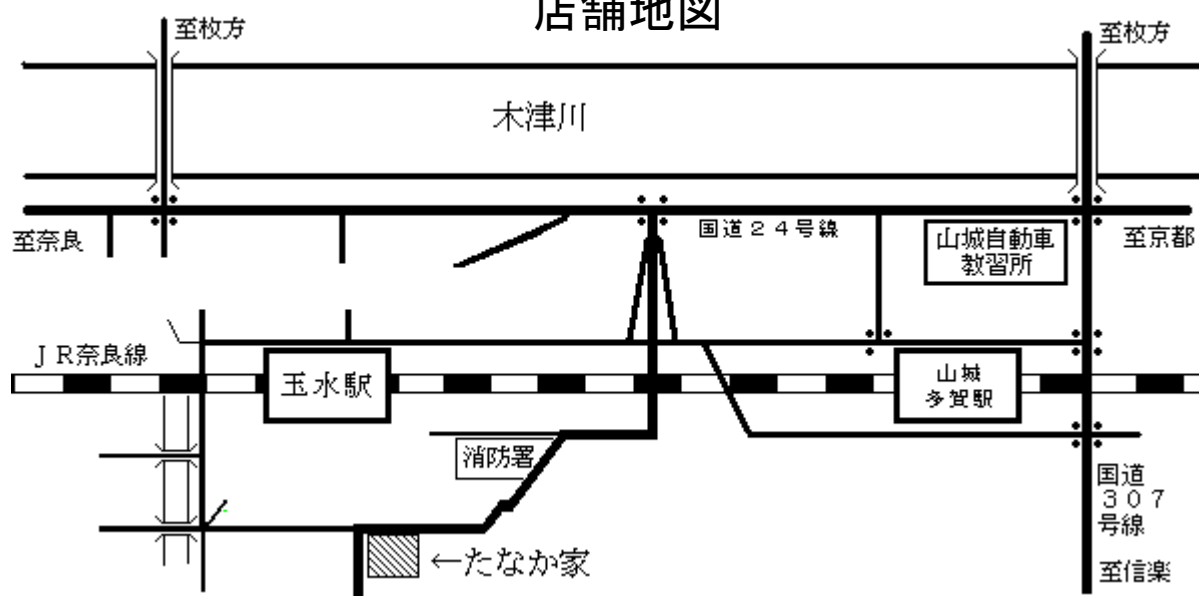 店舗地図
至枚方
至枚方
木津川
至奈良
国道２４号線
山城自動車
教習所
至京都
ＪＲ奈良線
玉水駅
山城
多賀駅
消防署
国道
３０７
号線
←たなか家
至信楽